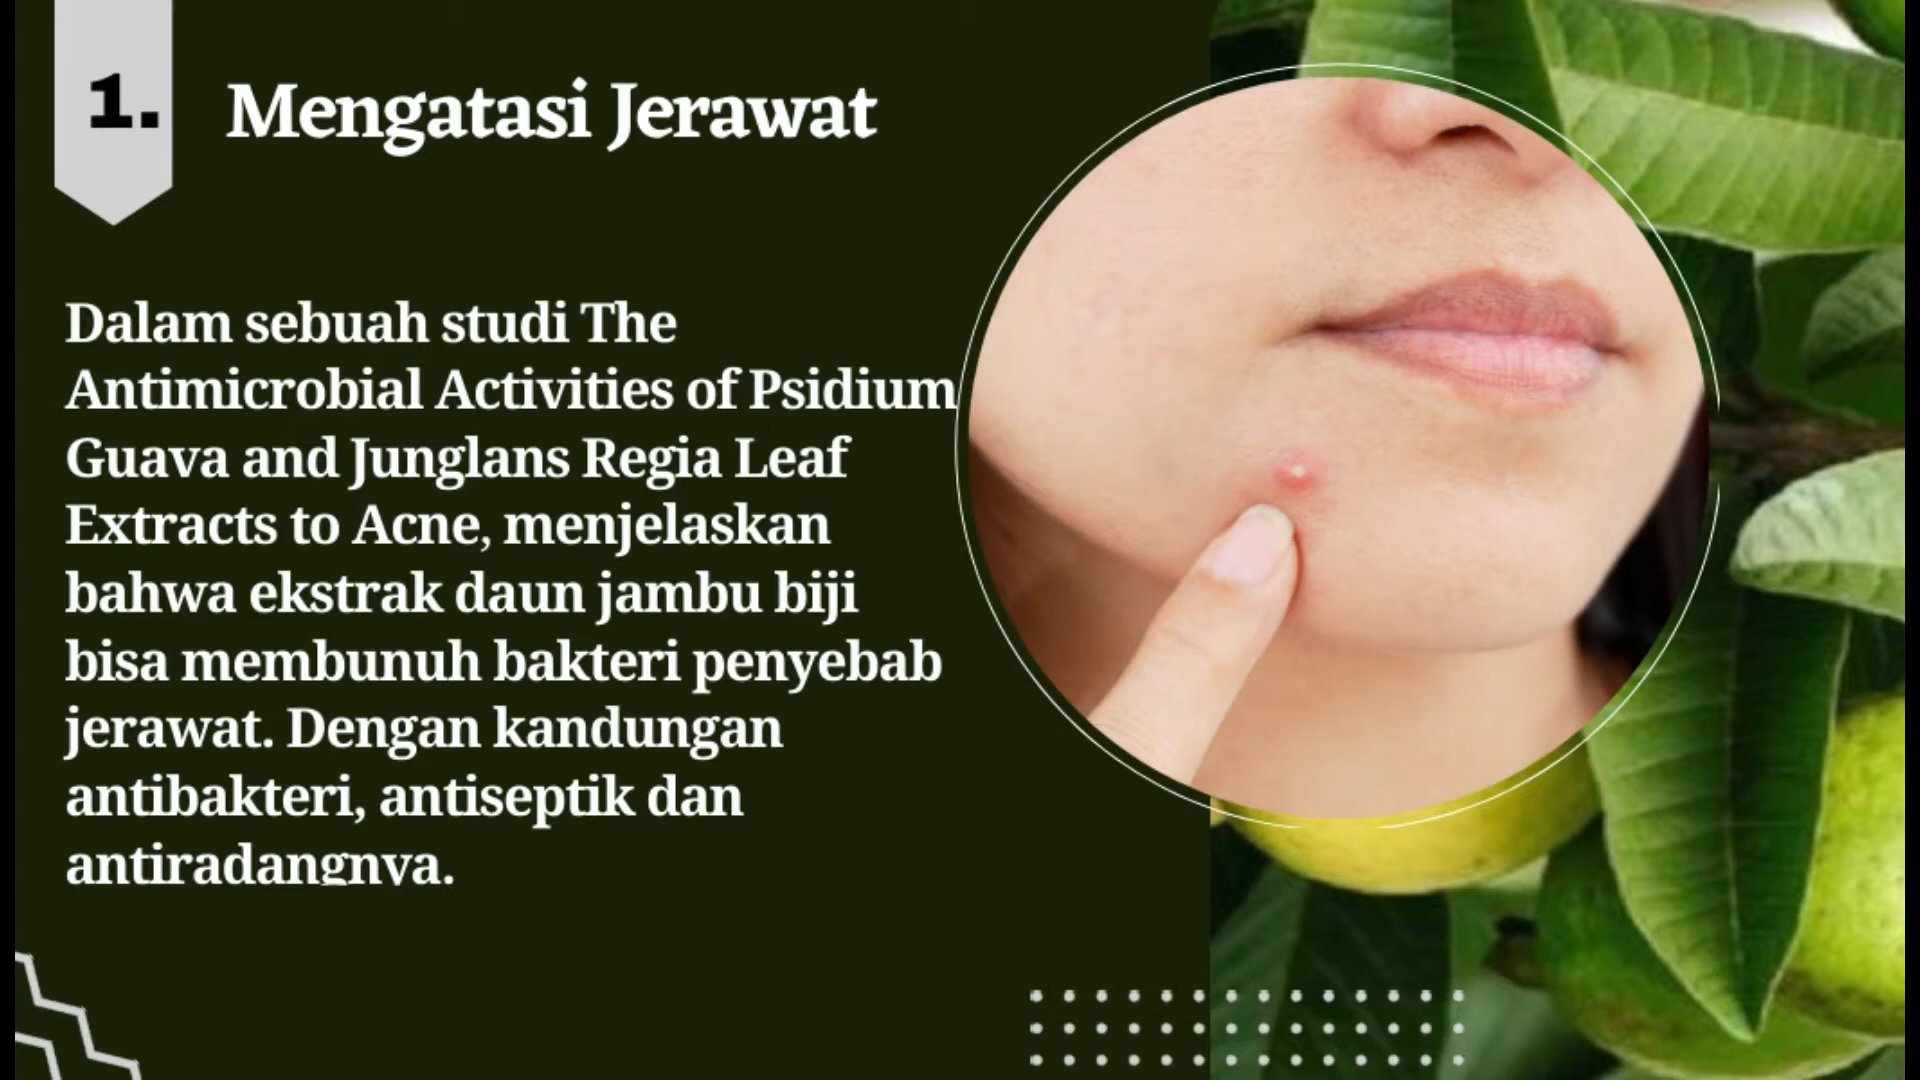 1.
Mengatasi Jerawat
Dalam sebuah studi The
Antimicrobial Activities of Psidium
Guava and Junglans Regia Leaf
Extracts to Acne, menjelaskan
bahwa ekstrak daun jambu biji
bisa membunuh bakteri penyebab
jerawat. Dengan kandungan
antibakteri, antiseptik dan
antiradangnya.